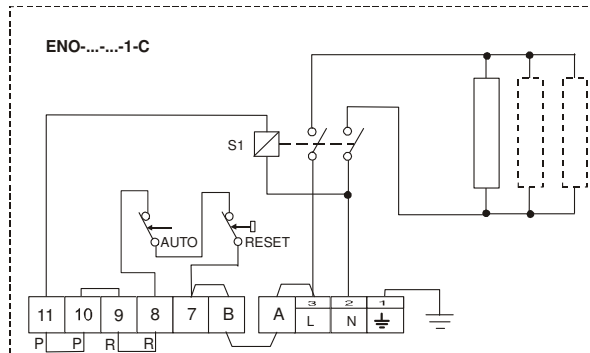 ENO-...-...-1-C
S1
AUTO
RESET
11 10 9 8 7 B A 3 2 1
L N
P P R R